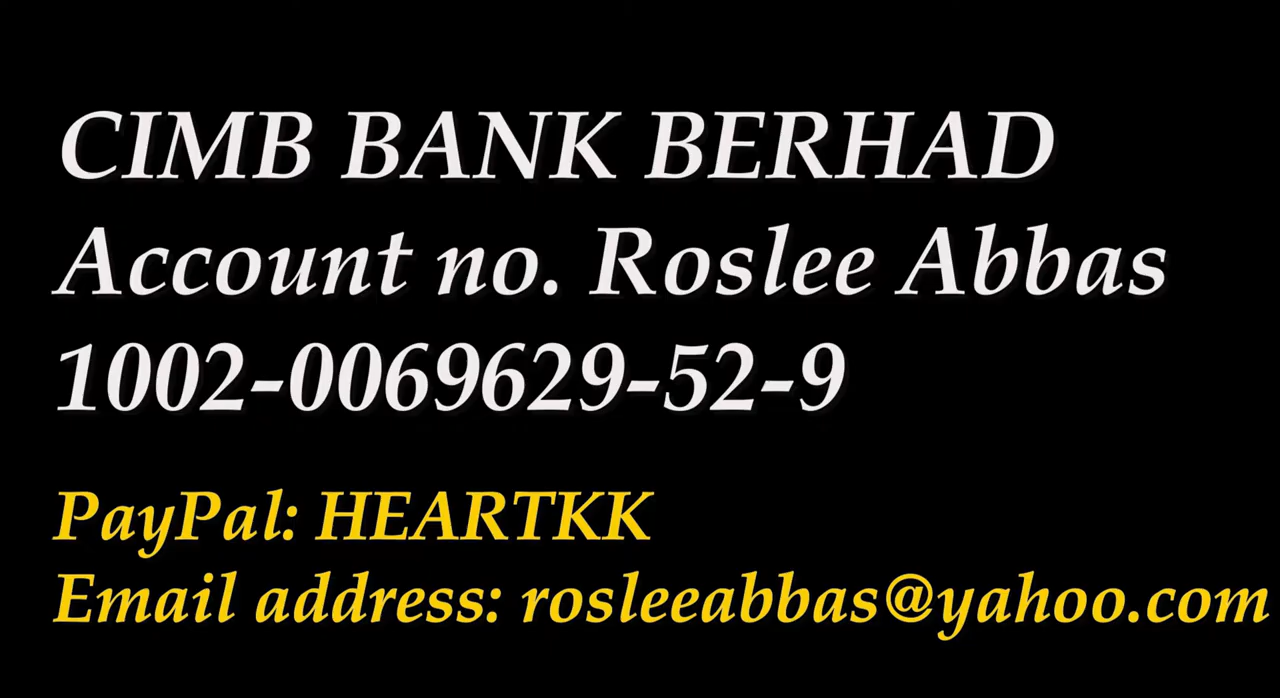 CIMB BANK BERHAD
Account no. Roslee Abbas
1002-0069629-52-9
PayPal: HEARTKK
Email address: rosleeabbas@yahoo.com